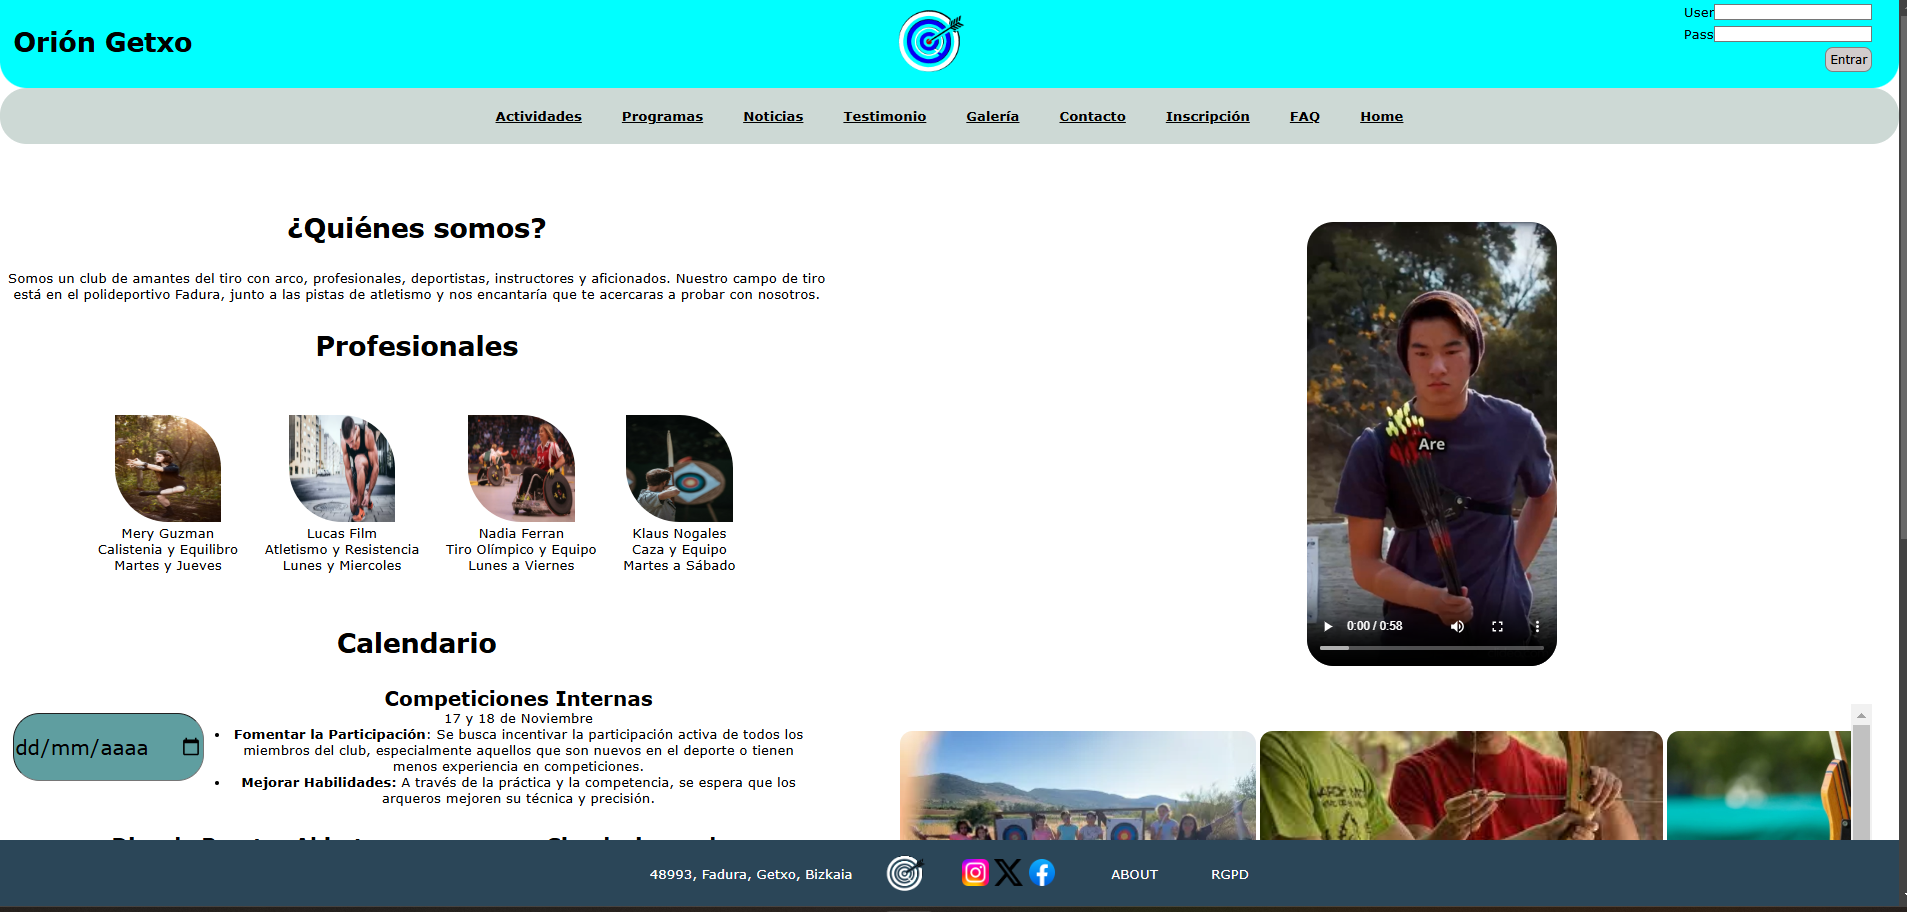 Orión Getxo
User
Pass
Entrar
Actividades Programas Noticias Testimonio Galería Contacto Inscripción FAQ Home
¿Quiénes somos?
Somos un club de amantes del tiro con arco, profesionales, deportistas, instructores y aficionados. Nuestro campo de tiro
está en el polideportivo Fadura, junto a las pistas de atletismo y nos encantaría que te acercaras a probar con nosotros.
Profesionales
Mery Guzman
Calistenia y Equilibro
Martes y Jueves
Lucas Film
Atletismo y Resistencia
Lunes y Miercoles
Nadia Ferran
Tiro Olímpico y Equipo
Lunes a Viernes
Klaus Nogales
Caza y Equipo
Martes a Sábado
Are
0:00 / 0:58
Calendario
dd/mm/aaaa
Competiciones Internas
17 y 18 de Noviembre
• Fomentar la Participación: Se busca incentivar la participación activa de todos los
miembros del club, especialmente aquellos que son nuevos en el deporte o tienen
menos experiencia en competiciones.
• Mejorar Habilidades: A través de la práctica y la competencia, se espera que los
arqueros mejoren su técnica y precisión.
48993, Fadura, Getxo, Bizkaia
ABOUT
RGPD